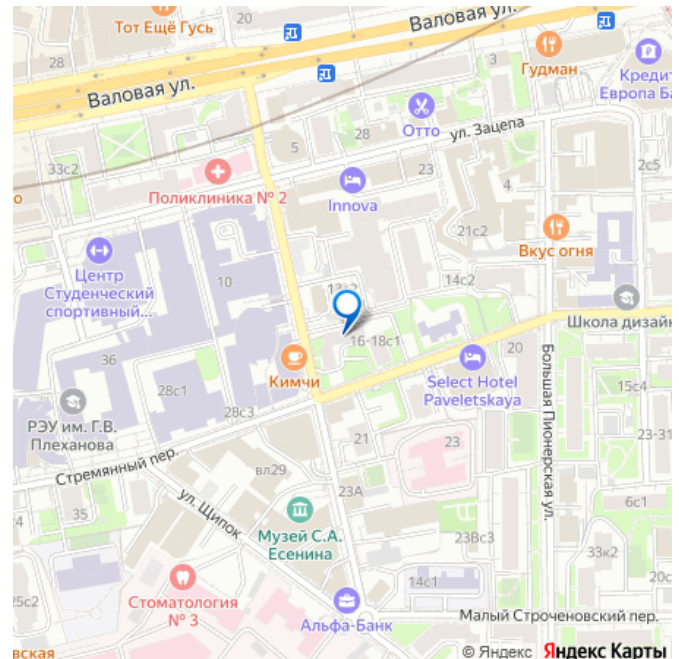 Валовая ул.
Тот Ещё Гусь
20
28
Гудман
3
Креди
Европа Ба
Валовая ул.
Отто
ул. Зацепа
28
5
33с2
23
2с5
Поликлиника № 2
о
Innova
4
21с2
Вкус огня
Центр
Студенческий
спортивный...
10
14с2
Школа дизайн
16-18с1
36
Кимчи
20
Select Hotel
Paveletskaya
28с1
15с4
РЭУ им. Г.В.
Плеханова
28с3
Большая Пионерская ул.
21
23
23-31
Стремянный пер.
вл29
23А
35
ул. Щипок
6с1
Музей С.А.
Есенина
23Вс3
33к2
14с1
20с
25с2
Стоматология
№ 3
Альфа-Банк
Малый Строченовский пер.
вская
© Яндекс Яндекс Карты